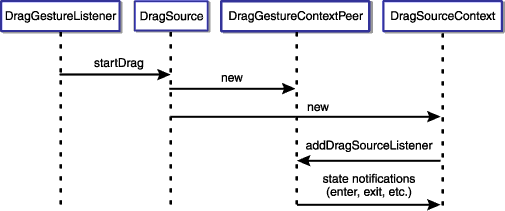 DragGestureListener
DragSource
DragGestureContextPeer
DragSourceContext
startDrag
new
new
addDragSourceListener
state notifications
(enter, exit, etc.)